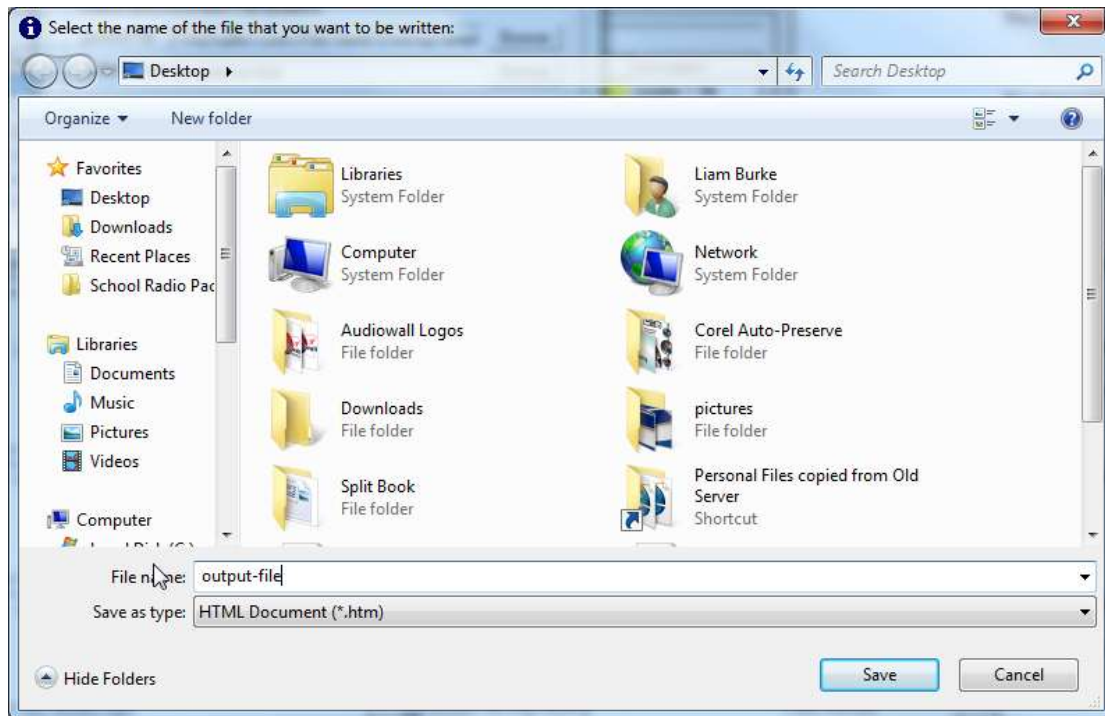 Select the name of the file that you want to be written:
Desktop
Search Desktop
Organize
New folder
Favorites
Desktop
Downloads
Recent Places
School Radio Pac
Libraries
Documents
Music
Pictures
Videos
Computer
Libraries
System Folder
Liam Burke
System Folder
Computer
System Folder
Network
System Folder
Audiowall Logos
File folder
Corel Auto-Preserve
File folder
Downloads
File folder
pictures
File folder
Split Book
File folder
Personal Files copied from Old
Server
Shortcut
File name: output-file
Save as type: HTML Document (*.htm)
Hide Folders
Save
Cancel